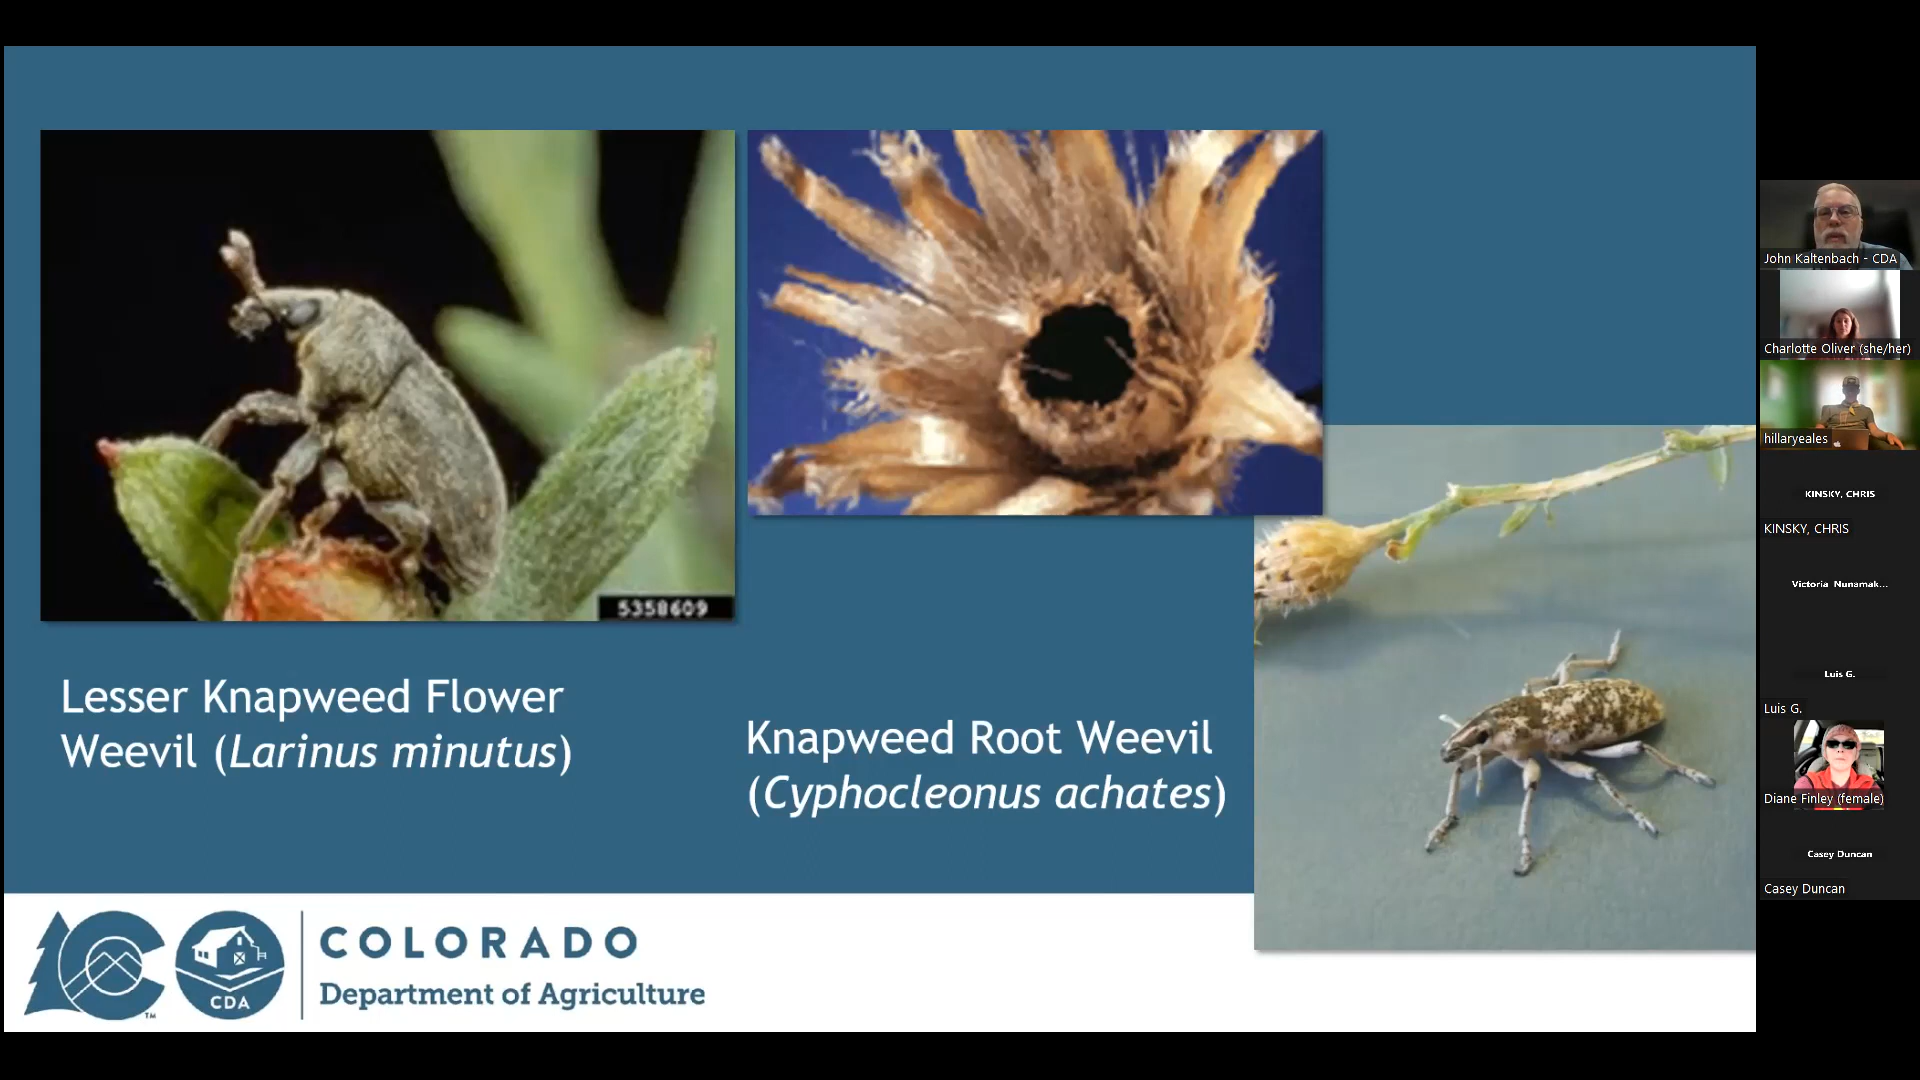 5358609
Lesser Knapweed Flower
Weevil (Larinus minutus)
Knapweed Root Weevil
(Cyphocleonus achates)
CDA
TM
COLORADO
Department of Agriculture
John Kaltenbach - CDA
Charlotte Oliver (she/her)
hillaryeales
KINSKY, CHRIS
KINSKY, CHRIS
Victoria Nunamak...
Luis G.
Luis G.
Diane Finley (female)
Casey Duncan
Casey Duncan